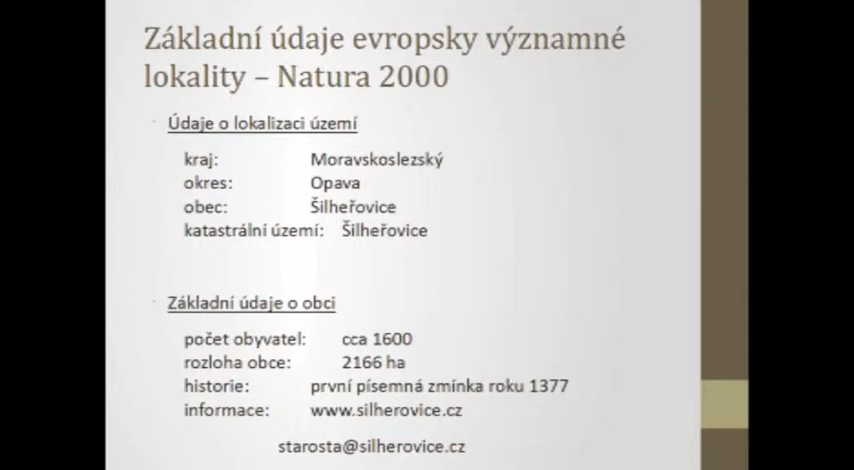 Základní údaje evropsky významné
lokality – Natura 2000
Údaje o lokalizaci území
kraj: Moravskoslezský
okres: Opava
obec: Šilheřovice
katastrální území: Šilheřovice
Základní údaje o obci
počet obyvatel: cca 1600
rozloha obce: 2166 ha
historie: první písemná zmínka roku 1377
informace: www.silherovice.cz
starosta@silherovice.cz